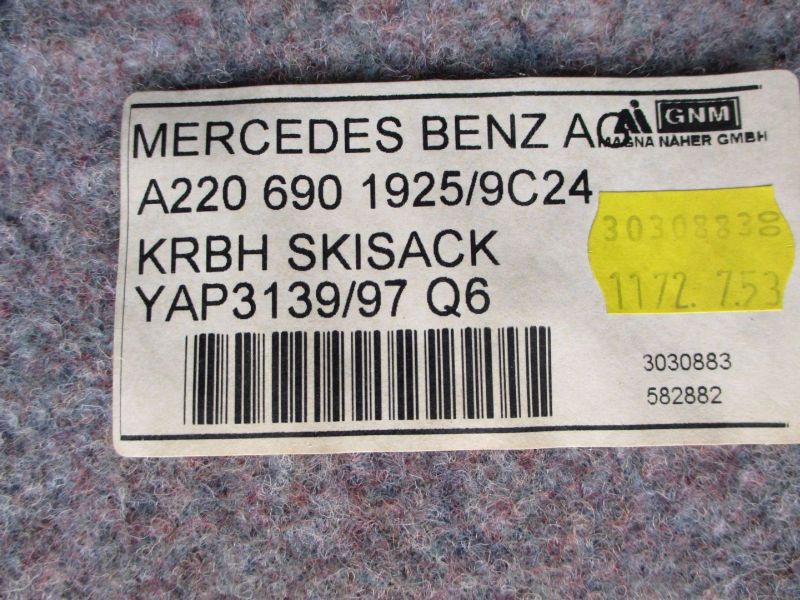 MERCEDES BENZ AG
GNM
MAGNA NÄHER GMBH
A220 690 1925/9C24
KRBH SKISACK
YAP3139/97 Q6
30308830
1172. 7.53
3030883
582882